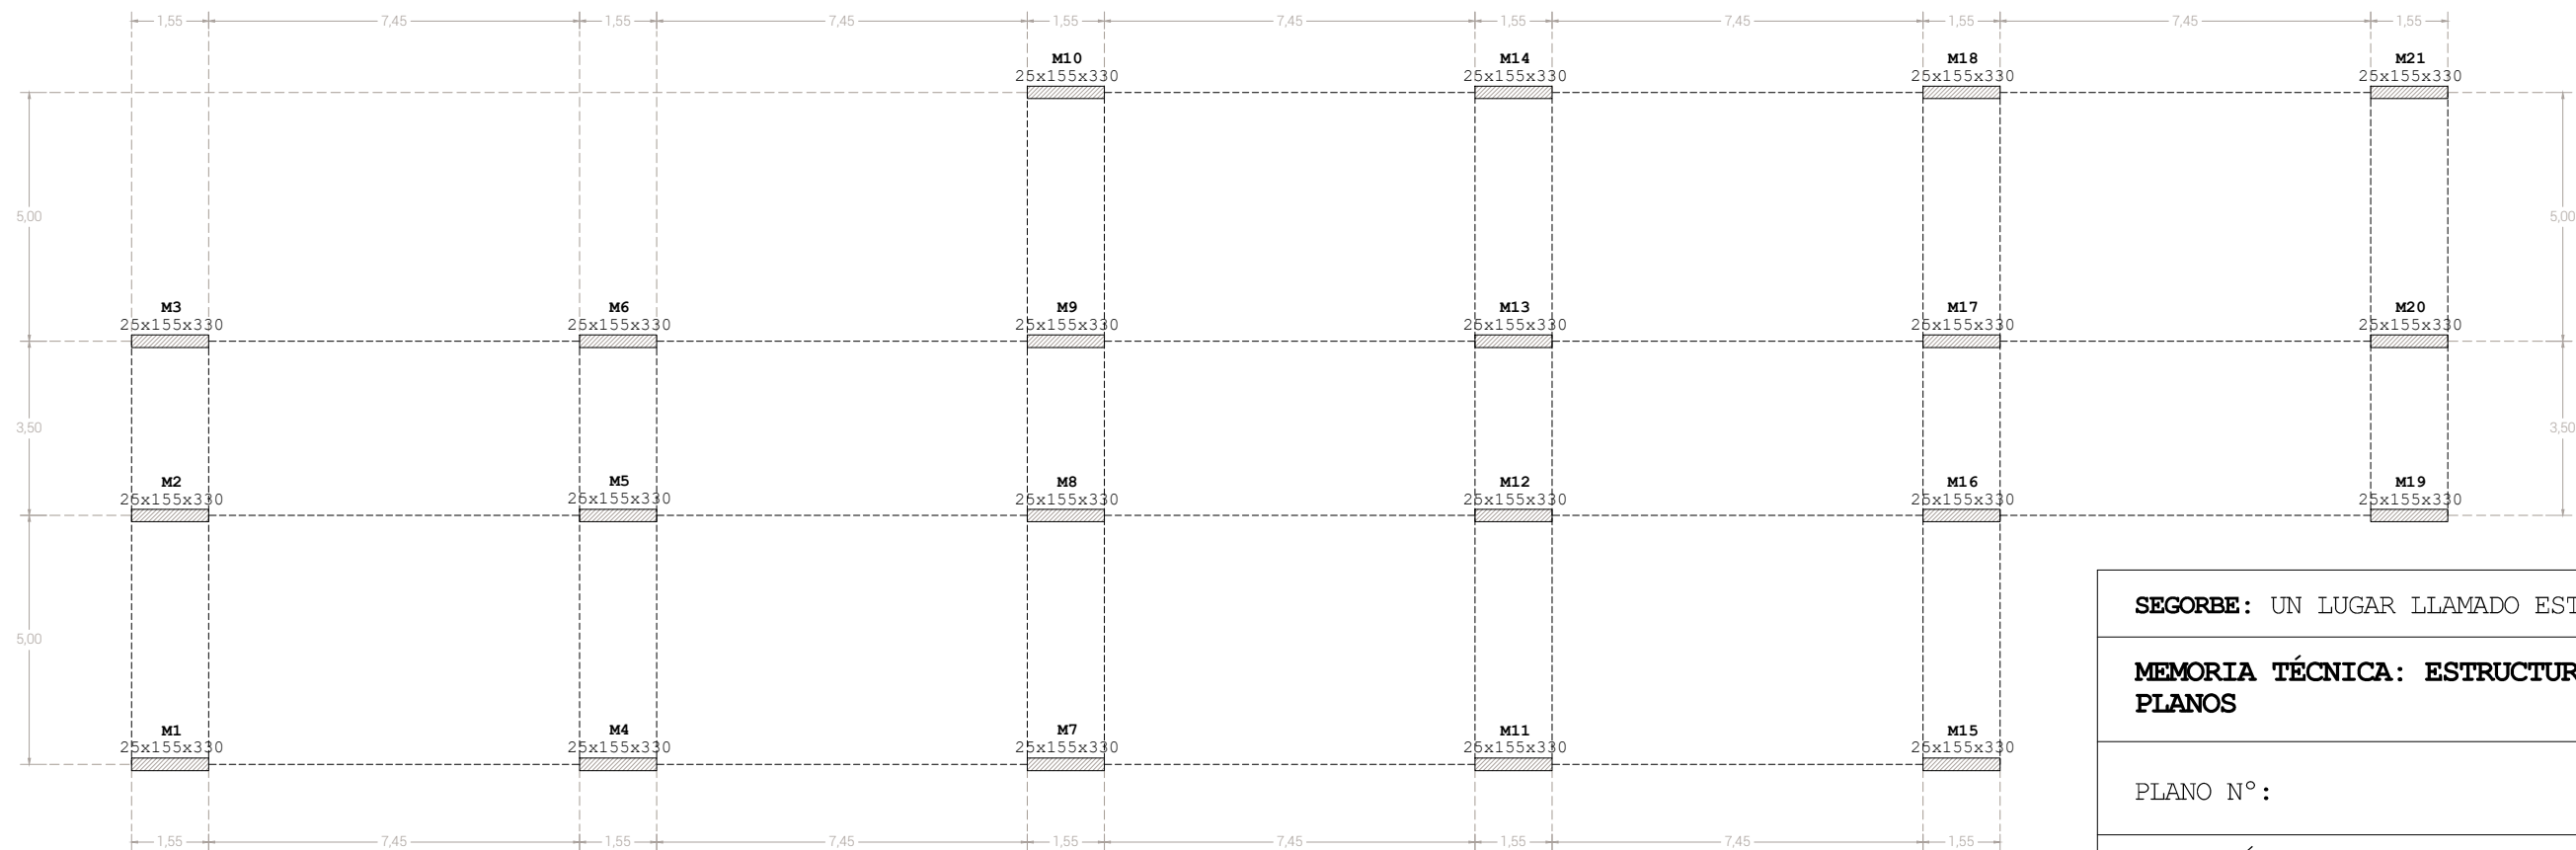 1,55 7,45 1,55 7,45 1,55 7,45 1,55 7,45 1,55 7,45 1,55
M10 M14 M18 M21
25x155x330 25x155x330 25x155x330 25x155x330
5,00 5,00
M3 M6 M9 M13 M17 M20
25x155x330 25x155x330 25x155x330 25x155x330 25x155x330 25x155x330
3,50 3,50
M2 M5 M8 M12 M16 M19
25x155x330 25x155x330 25x155x330 25x155x330 25x155x330 25x155x330
SEGORBE: UN LUGAR LLAMADO EST
5,00
MEMORIA TÉCNICA: ESTRUCTUR
PLANOS
M1 M4 M7 M11 M15
25x155x330 25x155x330 25x155x330 25x155x330 25x155x330
PLANO Nº:
1,55 7,45 1,55 7,45 1,55 7,45 1,55 7,45 1,55